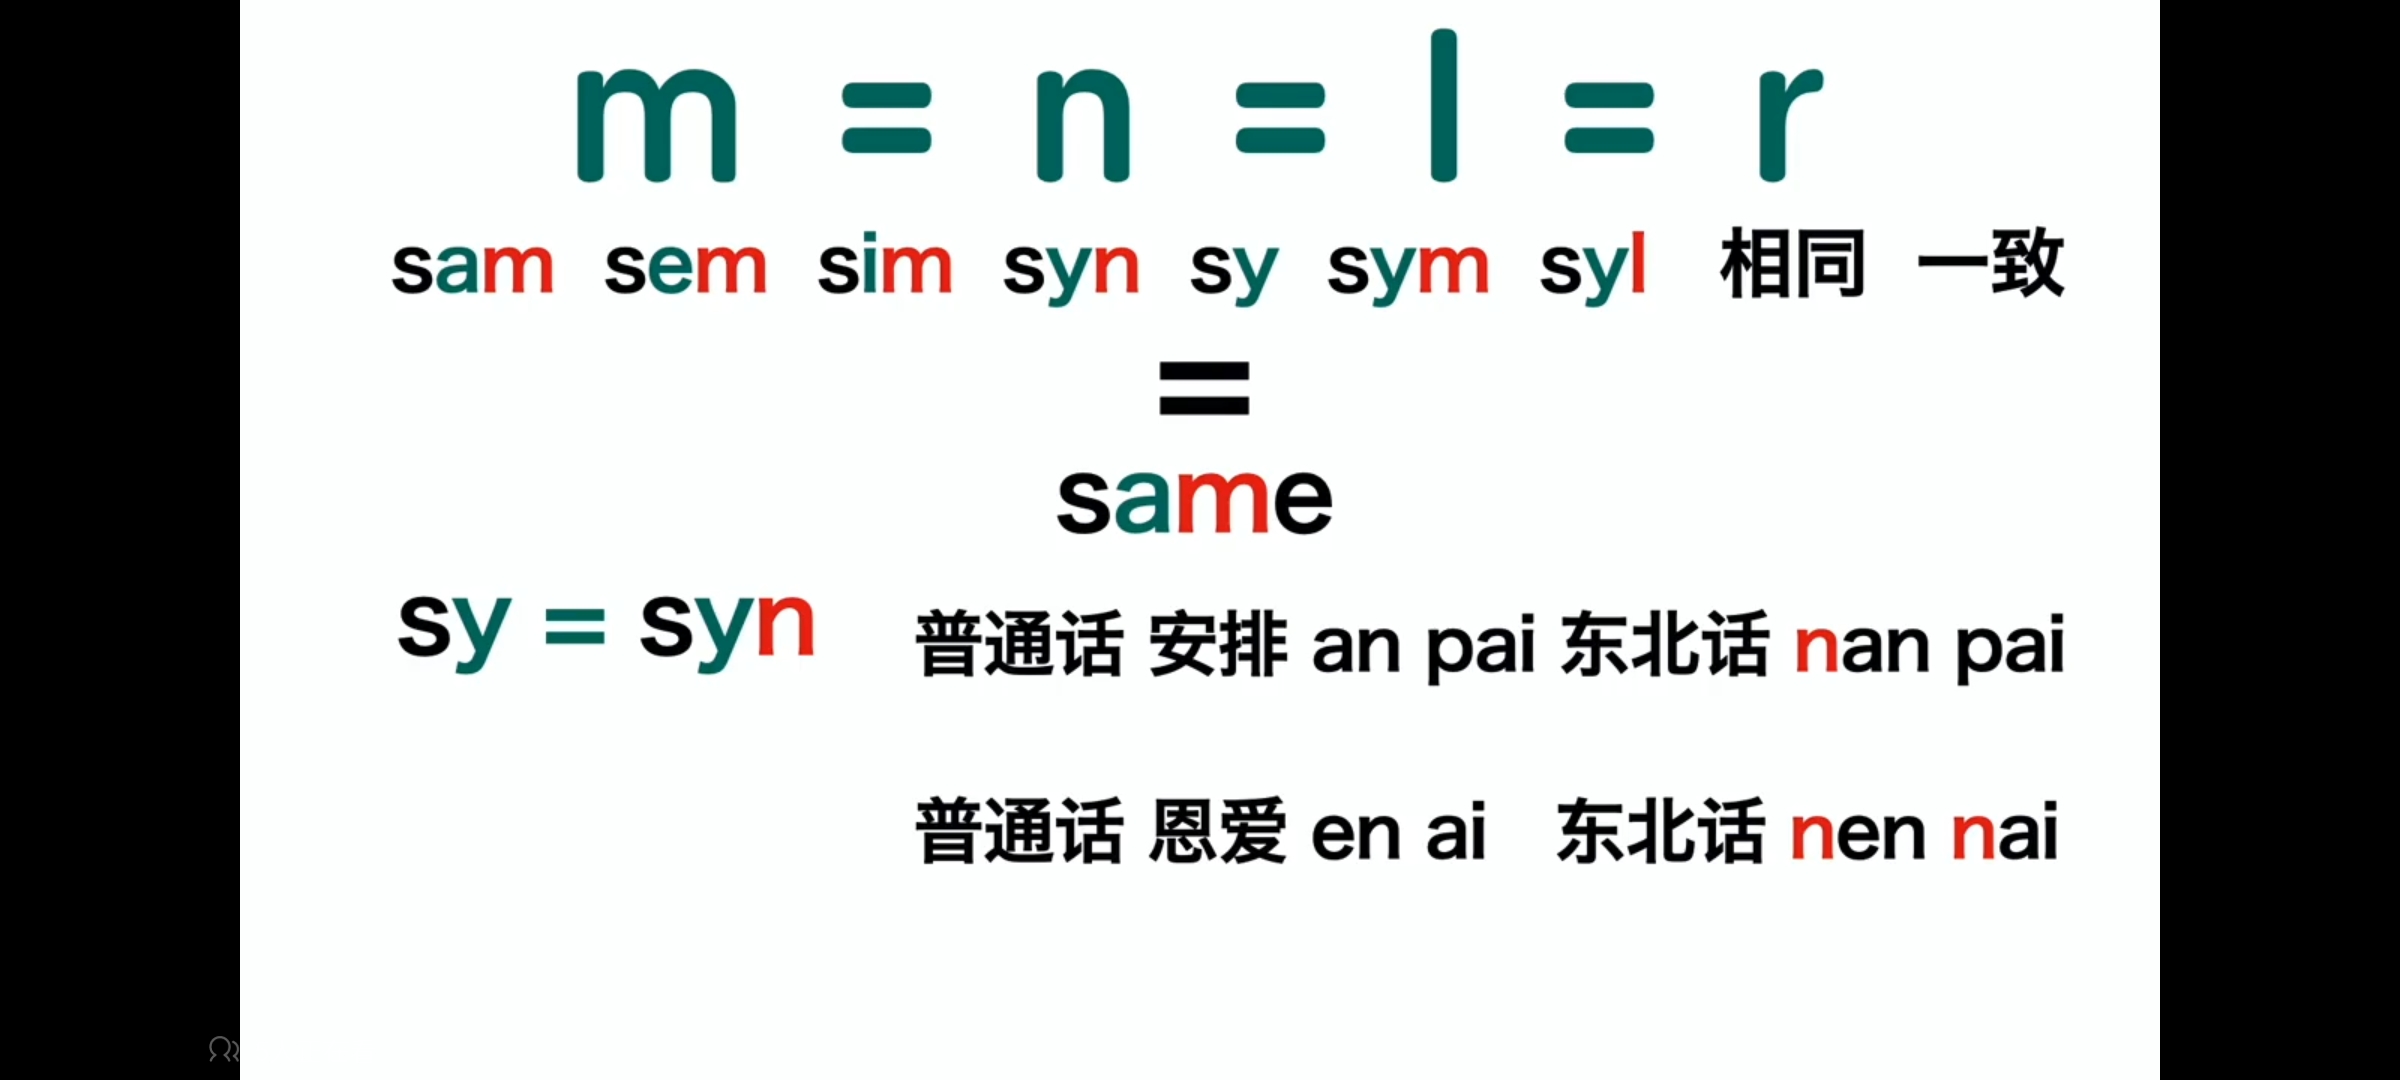 m = n = l = r
sam sem sim syn sy sym syl 相同 一致
=
same
sy = syn 普通话 安排 an pai 东北话 nan pai
普通话 恩爱 en ai 东北话 nen nai